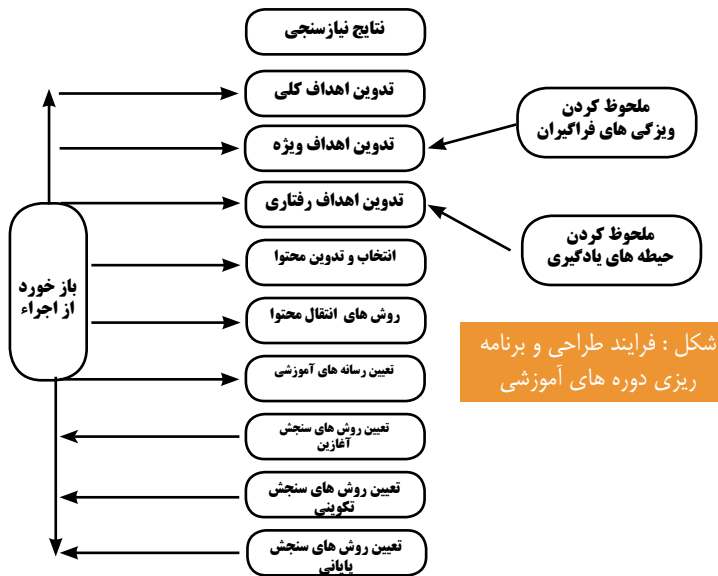 نتایج نیازسنجی
تدوین اهداف کلی
ملحوظ کردن
ویزگی های فراگیران
تدوین اهداف ویژه
تدوین اهداف رفتاری
ملحوظ کردن
حیطه های یادگیری
باز خورد
از اجراء
انتخاب و تدوین محتوا
روش های انتقال محتوا
شکل : فرایند طراحی و برنامه
ریزی دوره های آموزشی
تعیین رسانه های آموزشی
تعیین روش های سنجش
آغازین
تعیین روش های سنجش
تکوینی
تعیین روش های سنجش
پایانی